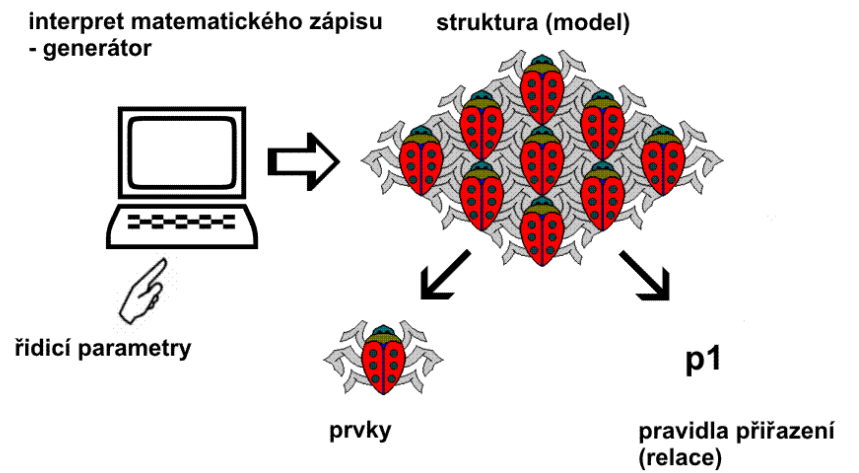 interpret matematického zápisu
- generátor
struktura (model)
řidicí parametry
prvky
p1
pravidla přiřazení
(relace)